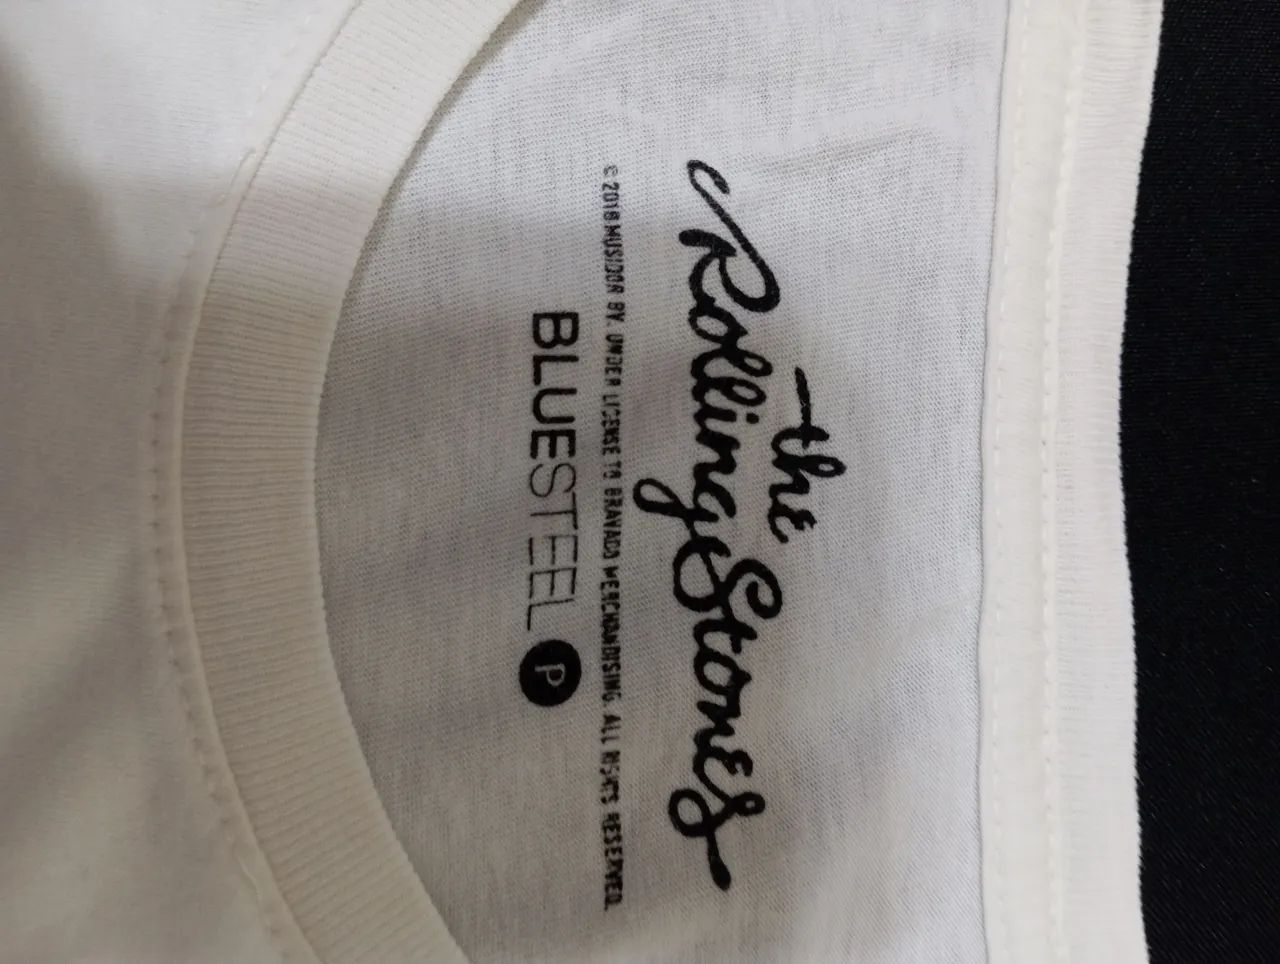 the
Rolling Stones
© 2018 MUSIDOR BV. UNDER LICENSE TO BRAVADO MERCHANDISING. ALL RIGHTS RESERVED.
BLUESTEEL P